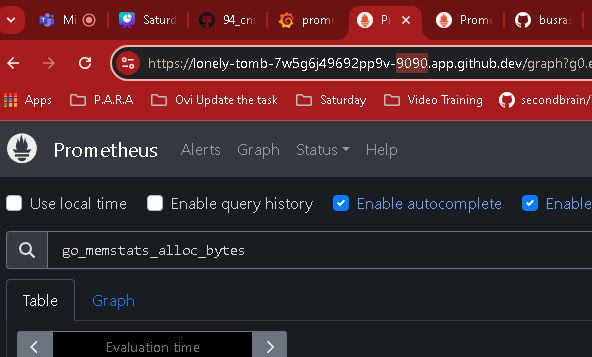 Mi Saturd 94_cni prome Pr Prome busra
https://lonely-tomb-7w5g6j49692pp9v-9090.app.github.dev/graph?g0.e
Apps P.A.R.A Ovi Update the task Saturday Video Training secondbrain/
Prometheus Alerts Graph Status Help
Use local time Enable query history Enable autocomplete Enable
go_memstats_alloc_bytes
Table Graph
Evaluation time